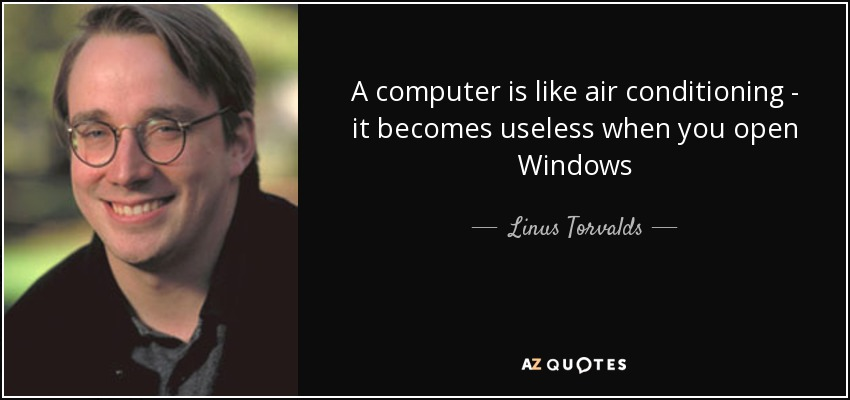 A computer is like air conditioning -
it becomes useless when you open
Windows
— Linus Torvalds —
AZ QUOTES